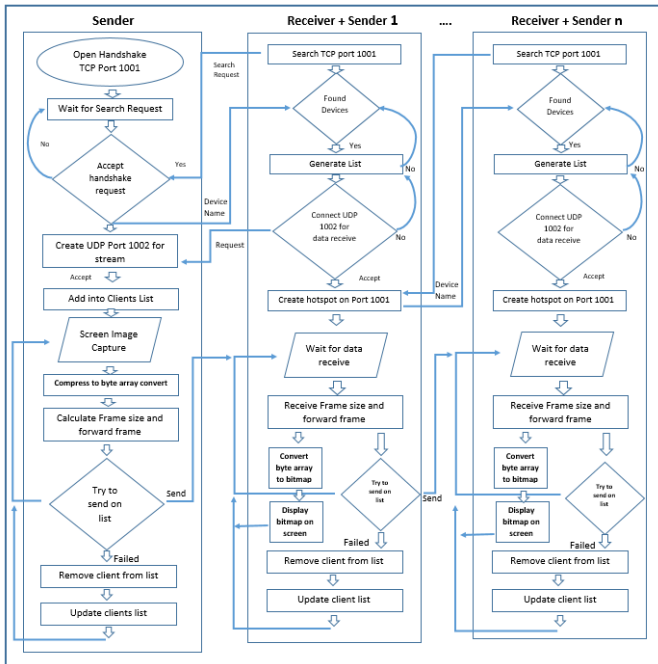 Sender
Open Handshake
TCP Port 1001
Wait for Search Request
No
Accept
handshake
request
Yes
Create UDP Port 1002 for
stream
Accept
Add into Clients List
Screen Image
Capture
Compress to byte array convert
Calculate Frame size and
forward frame
Try to
send on
list
Send
Failed
Remove client from list
Update clients list
Search
Request
Device
Name
Request
Receiver + Sender 1
Search TCP port 1001
Found
Devices
Yes
Generate List
No
Connect UDP
1002 for
data receive
No
Accept
Create hotspot on Port 1001
Wait for data
receive
Receive Frame size and
forward frame
Convert
byte array
to bitmap
Try to
send on
list
Send
Display
bitmap on
screen
Failed
Remove client from list
Update client list
....
Device
Name
Receiver + Sender n
Search TCP port 1001
Found
Devices
Yes
Generate List
No
Connect UDP
1002 for
data receive
No
Accept
Create hotspot on Port 1001
Wait for data
receive
Receive Frame size and
forward frame
Convert
byte array
to bitmap
Try to
send on
list
Display
bitmap on
screen
Failed
Remove client from list
Update client list